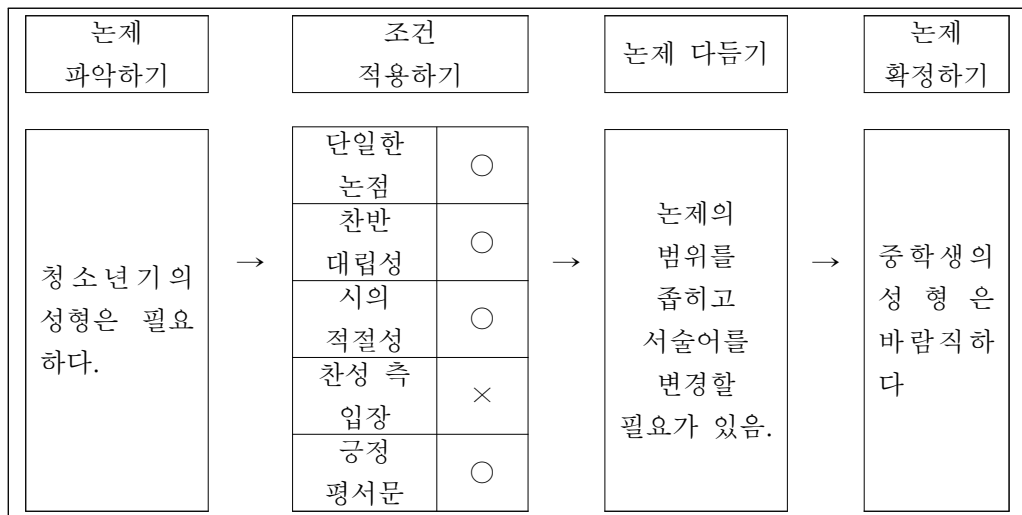 논제
파악하기
조건
적용하기
논제 다듬기
논제
확정하기
청소년기의
성형은 필요
하다.
→
단일한
논점
○
찬반
대립성
○
시의
적절성
○
찬성 측
입장
×
긍정
평서문
○
→
논제의
범위를
좁히고
서술어를
변경할
필요가 있음.
→
중학생의
성형은
바람직하
다